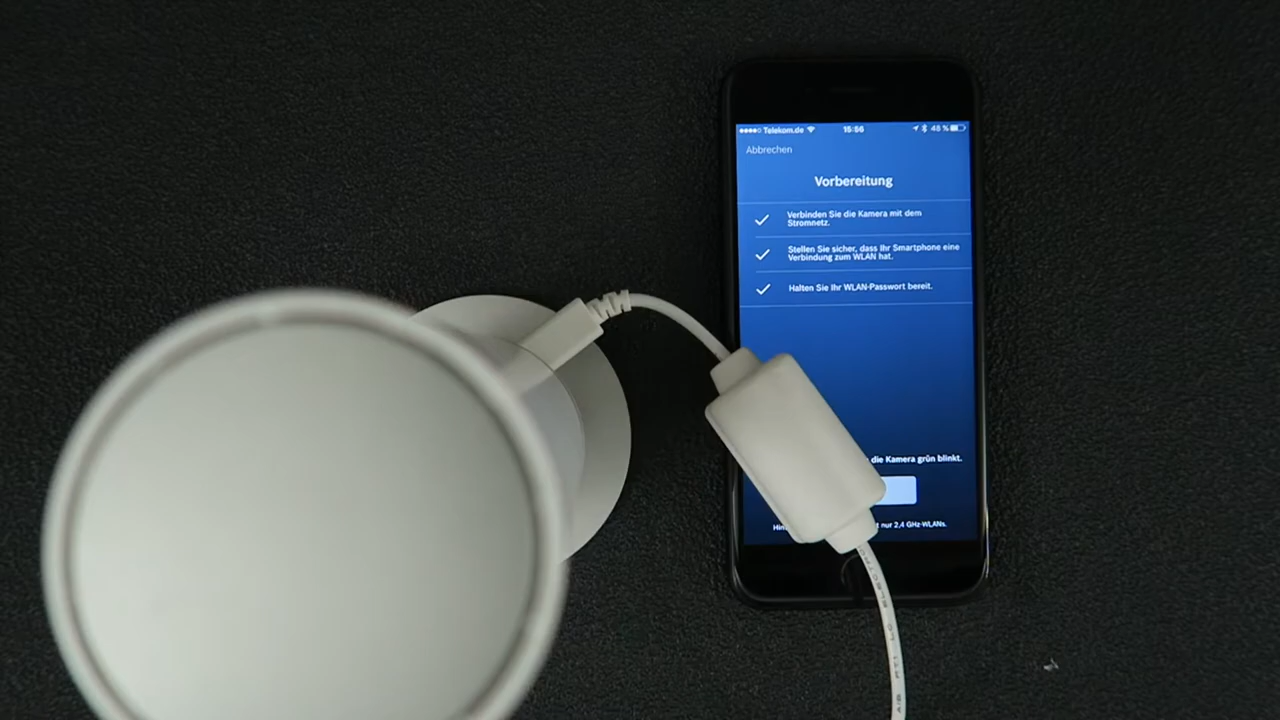 Telekom.de 15:56 48 %
Abbrechen
Vorbereitung
Verbinden Sie die Kamera mit dem
Stromnetz.
Stellen Sie sicher, dass Ihr Smartphone eine
Verbindung zum WLAN hat.
Halten Sie Ihr WLAN-Passwort bereit.
die Kamera grün blinkt.
nur 2,4 GHz-WLANs.